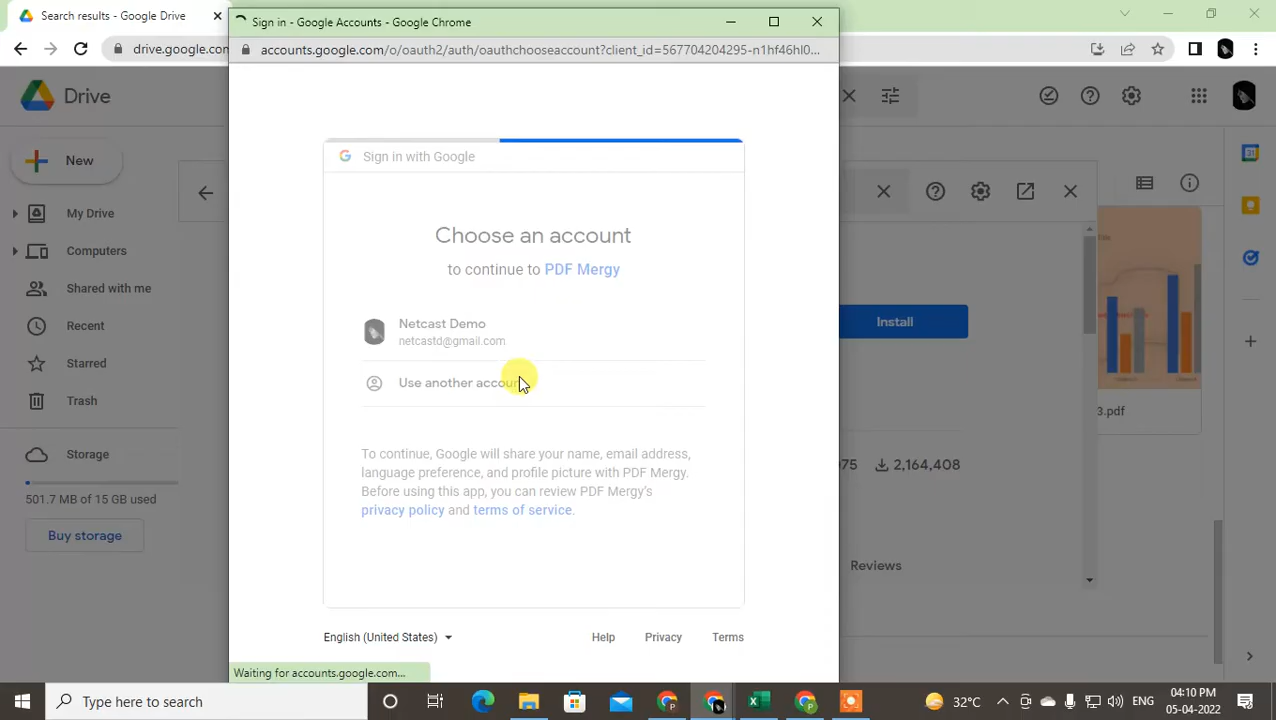 Search results - Google Drive
Sign in - Google Accounts - Google Chrome
drive.google.com
accounts.google.com/o/oauth2/auth/oauthchooseaccount?client_id=567704204295-n1hf46hl0...
Drive
Sign in with Google
New
My Drive
Choose an account
Computers
to continue to PDF Mergy
Shared with me
Netcast Demo
Install
Recent
netcastd@gmail.com
Starred
Use another account
Trash
3.pdf
Storage
To continue, Google will share your name, email address,
language preference, and profile picture with PDF Mergy.
75 2,164,408
Before using this app, you can review PDF Mergy's
501.7 MB of 15 GB used
privacy policy and terms of service.
Buy storage
Reviews
English (United States)
Help Privacy Terms
Waiting for accounts.google.com...
Type here to search
32°C
ENG
04:10 PM
05-04-2022